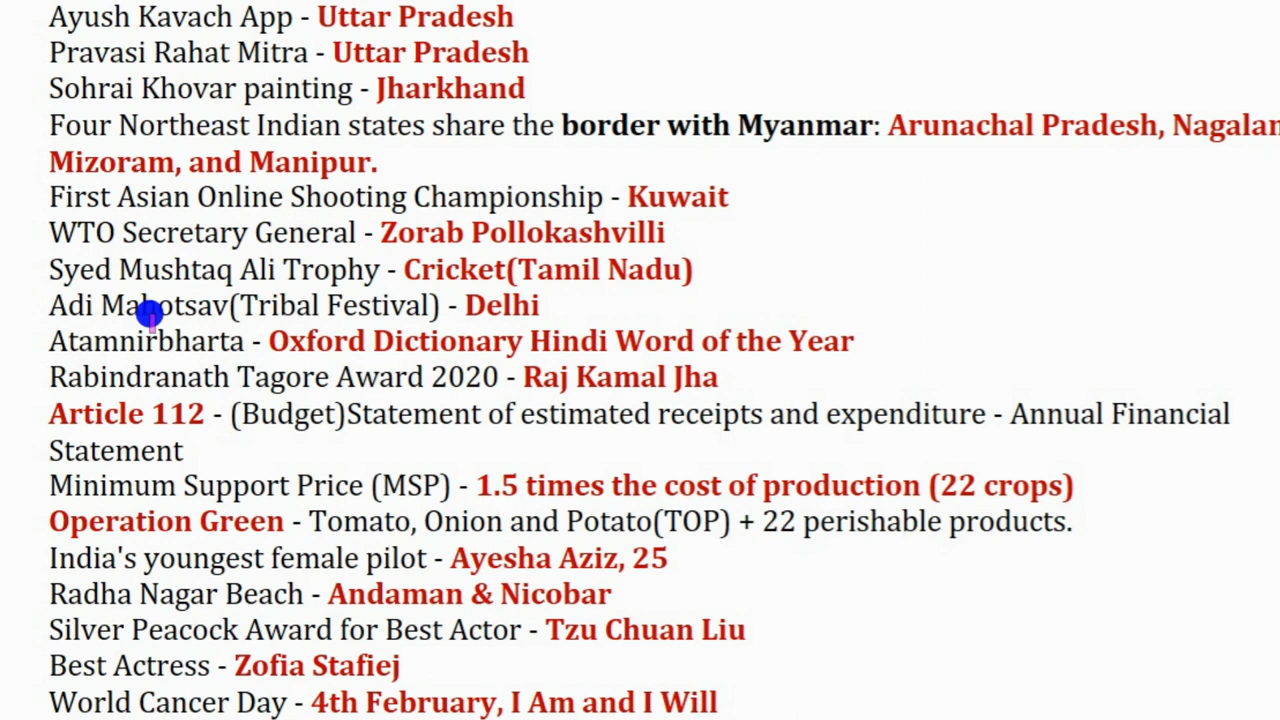 Ayush Kavach App - Uttar Pradesh
Pravasi Rahat Mitra - Uttar Pradesh
Sohrai Khovar painting - Jharkhand
Four Northeast Indian states share the border with Myanmar: Arunachal Pradesh, Nagalan
Mizoram, and Manipur.
First Asian Online Shooting Championship - Kuwait
WTO Secretary General - Zorab Pollokashvilli
Syed Mushtaq Ali Trophy - Cricket(Tamil Nadu)
Adi Mahotsav(Tribal Festival) - Delhi
Atamnirbharta - Oxford Dictionary Hindi Word of the Year
Rabindranath Tagore Award 2020 - Raj Kamal Jha
Article 112 - (Budget)Statement of estimated receipts and expenditure - Annual Financial
Statement
Minimum Support Price (MSP) - 1.5 times the cost of production (22 crops)
Operation Green - Tomato, Onion and Potato(TOP) + 22 perishable products.
India's youngest female pilot - Ayesha Aziz, 25
Radha Nagar Beach - Andaman & Nicobar
Silver Peacock Award for Best Actor - Tzu Chuan Liu
Best Actress - Zofia Stafiej
World Cancer Day - 4th February, I Am and I Will